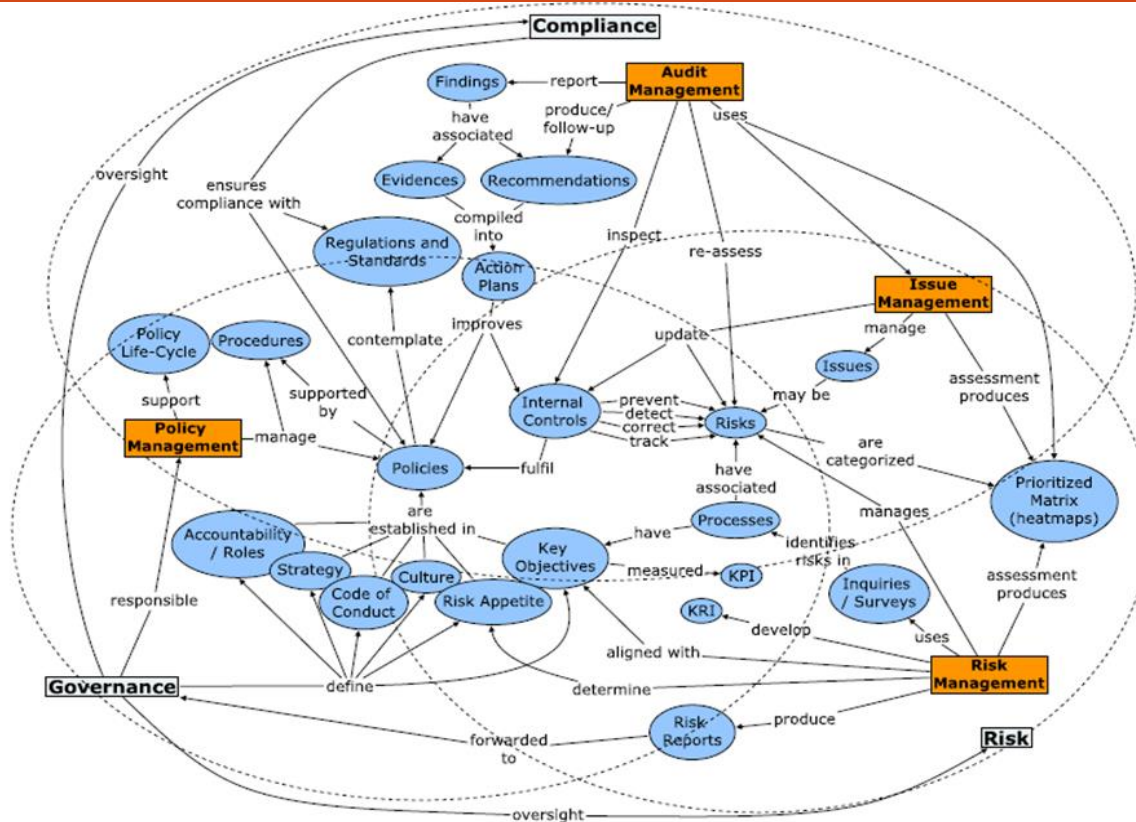 Compliance
Audit
Management
Findings
report
uses
produce/
follow-up
have
associated
oversight
Evidences
Recommendations
ensures
compliance with
compiled
into
inspect
re-assess
Regulations and
Standards
Action
Plans
Issue
Management
improves
Policy
Life-Cycle
Procedures
contemplate
update
manage
Issues
support
supported
by
Internal
Controls
prevent
detect
correct
track
Risks
may be
assessment
produces
Policy
Management
manage
Policies
fulfil
are
categorized
have
associated
Prioritized
Matrix
(heatmaps)
are
established in
Processes
manages
Accountability
/ Roles
have
Key
Objectives
identifies
risks in
Strategy
Culture
measured
KPI
Code of
Conduct
Risk Appetite
Inquiries
/ Surveys
assessment
produces
responsible
KRI
develop
uses
aligned with
Risk
Management
Governance
define
determine
Risk
Reports
produce
forwarded
to
Risk
oversight